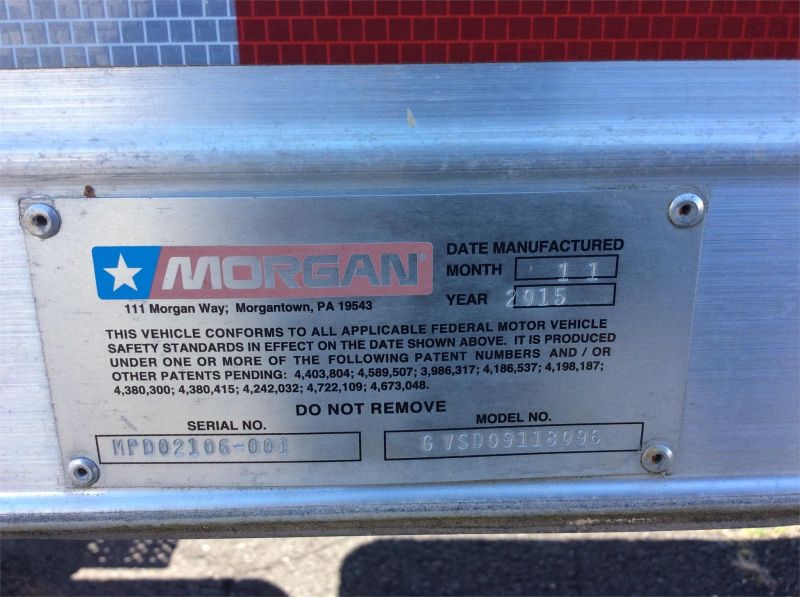 MORGAN
111 Morgan Way; Morgantown, PA 19543
DATE MANUFACTURED
MONTH 11
YEAR 2015
THIS VEHICLE CONFORMS TO ALL APPLICABLE FEDERAL MOTOR VEHICLE
SAFETY STANDARDS IN EFFECT ON THE DATE SHOWN ABOVE. IT IS PRODUCED
UNDER ONE OR MORE OF THE FOLLOWING PATENT NUMBERS AND / OR
OTHER PATENTS PENDING: 4,403,804; 4,589,507; 3,986,317; 4,186,537; 4,198,187;
4,380,300; 4,380,415; 4,242,032; 4,722,109; 4,673,048.
DO NOT REMOVE
SERIAL NO.
MPD02106-001
MODEL NO.
GVSD09118096